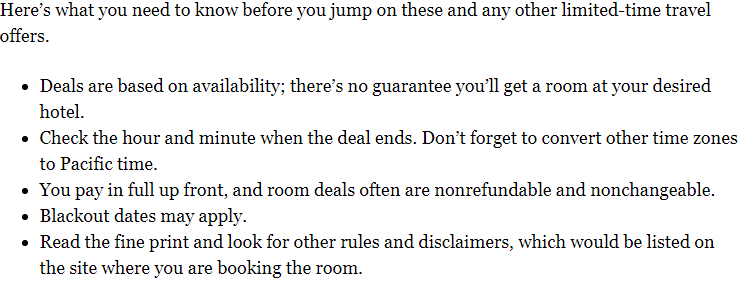 Here’s what you need to know before you jump on these and any other limited-time travel
offers.
• Deals are based on availability; there’s no guarantee you’ll get a room at your desired
hotel.
• Check the hour and minute when the deal ends. Don’t forget to convert other time zones
to Pacific time.
• You pay in full up front, and room deals often are nonrefundable and nonchangeable.
• Blackout dates may apply.
• Read the fine print and look for other rules and disclaimers, which would be listed on
the site where you are booking the room.